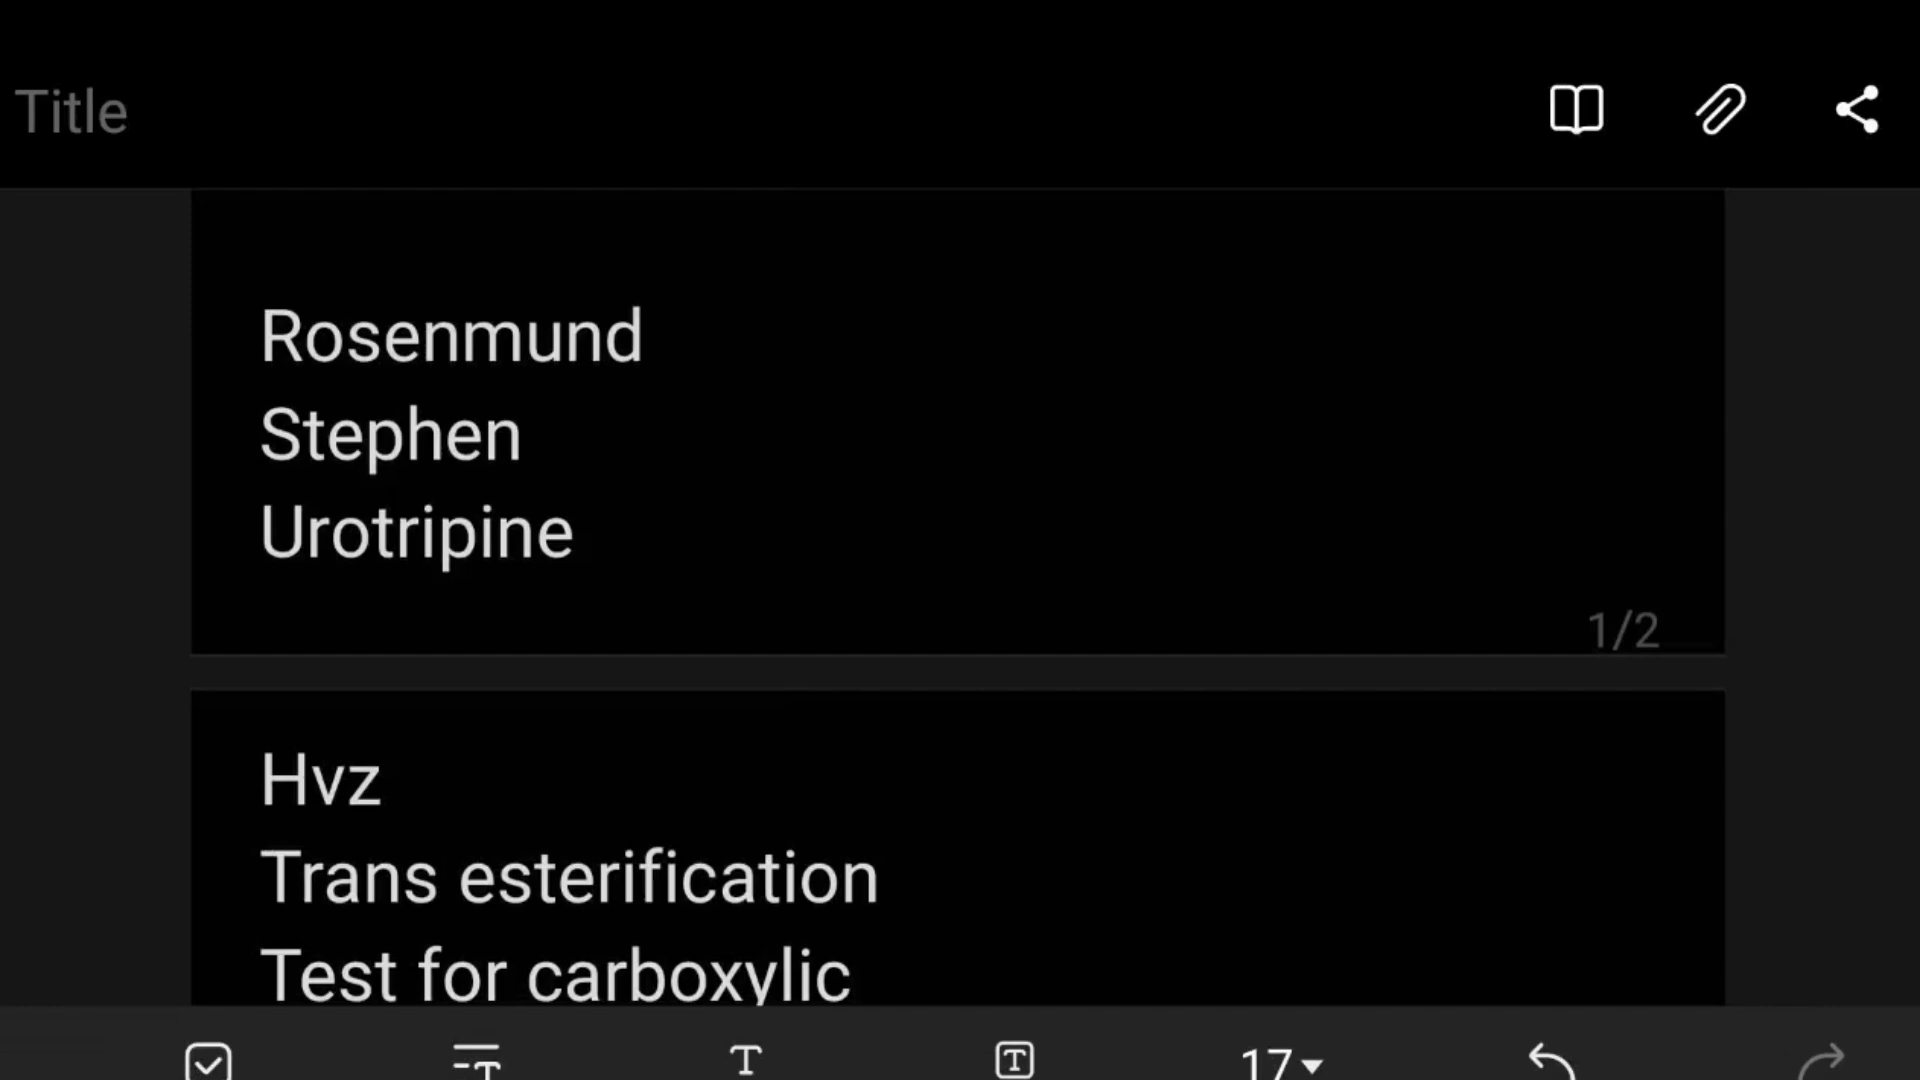 Title
Rosenmund
Stephen
Urotripine
1/2
Hvz
Trans esterification
Test for carboxylic
17